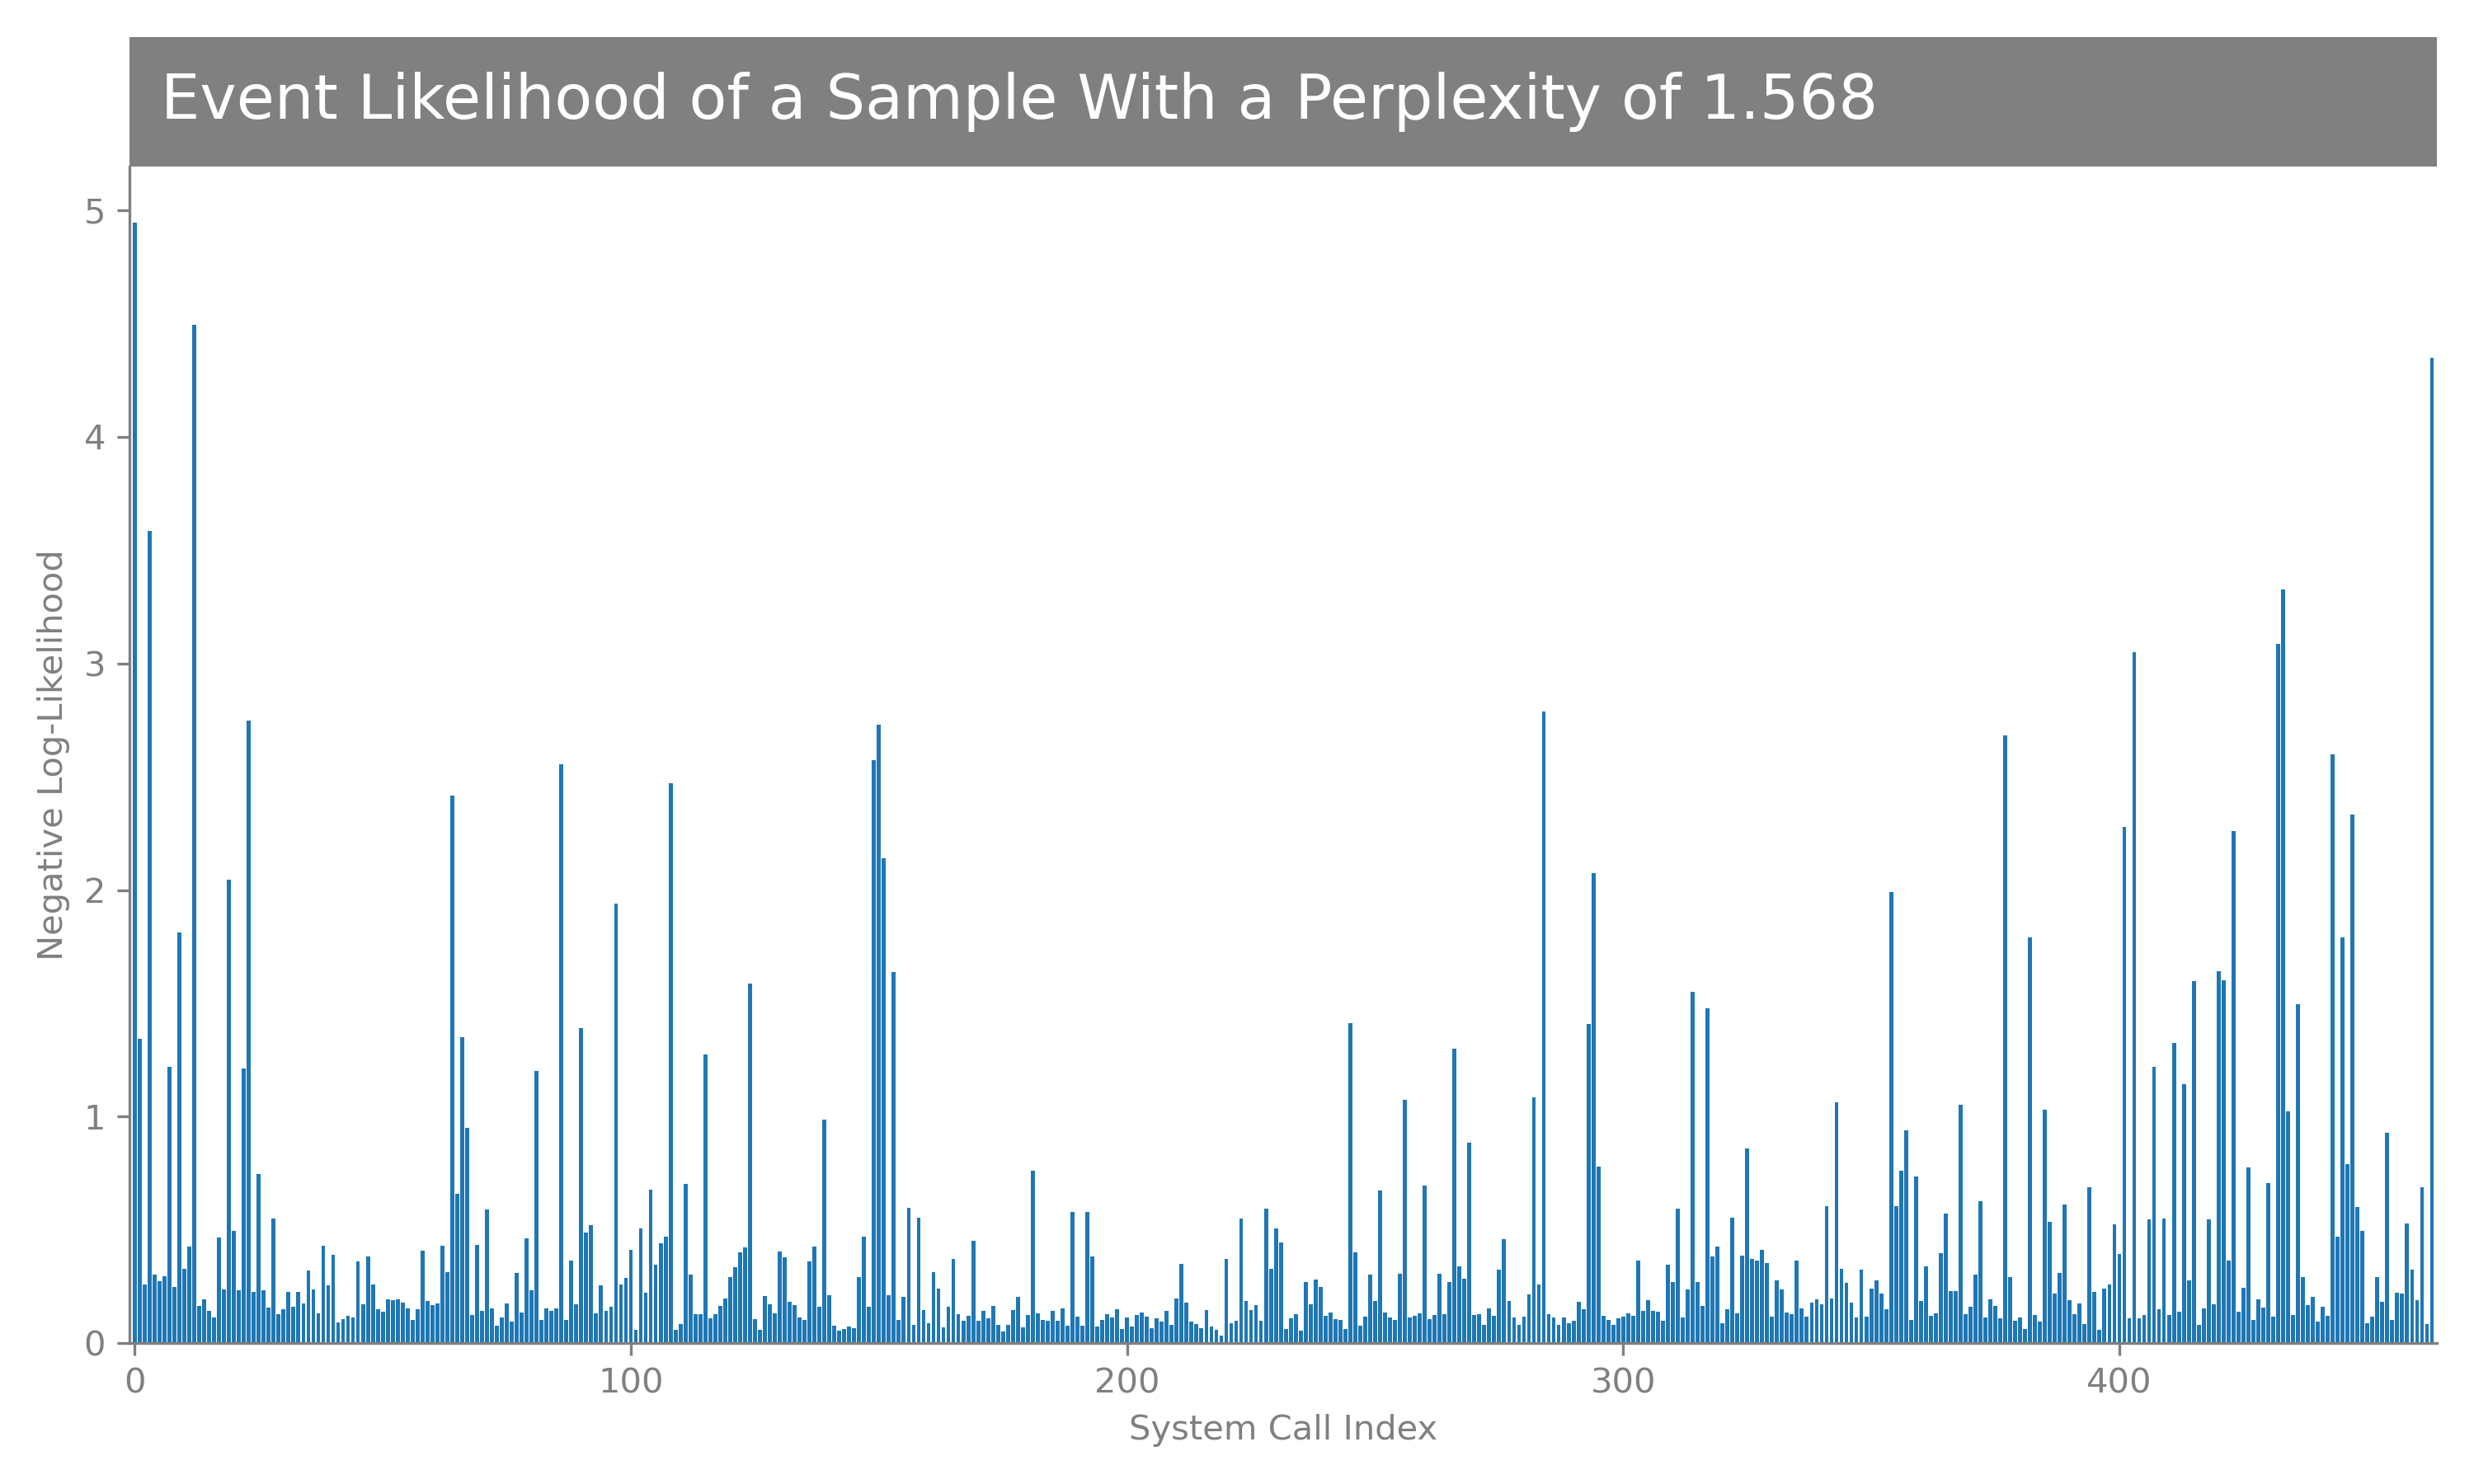 Event Likelihood of a Sample With a Perplexity of 1.568
5
4
3
2
1
0
Negative Log-Likelihood
0 100 200 300 400
System Call Index